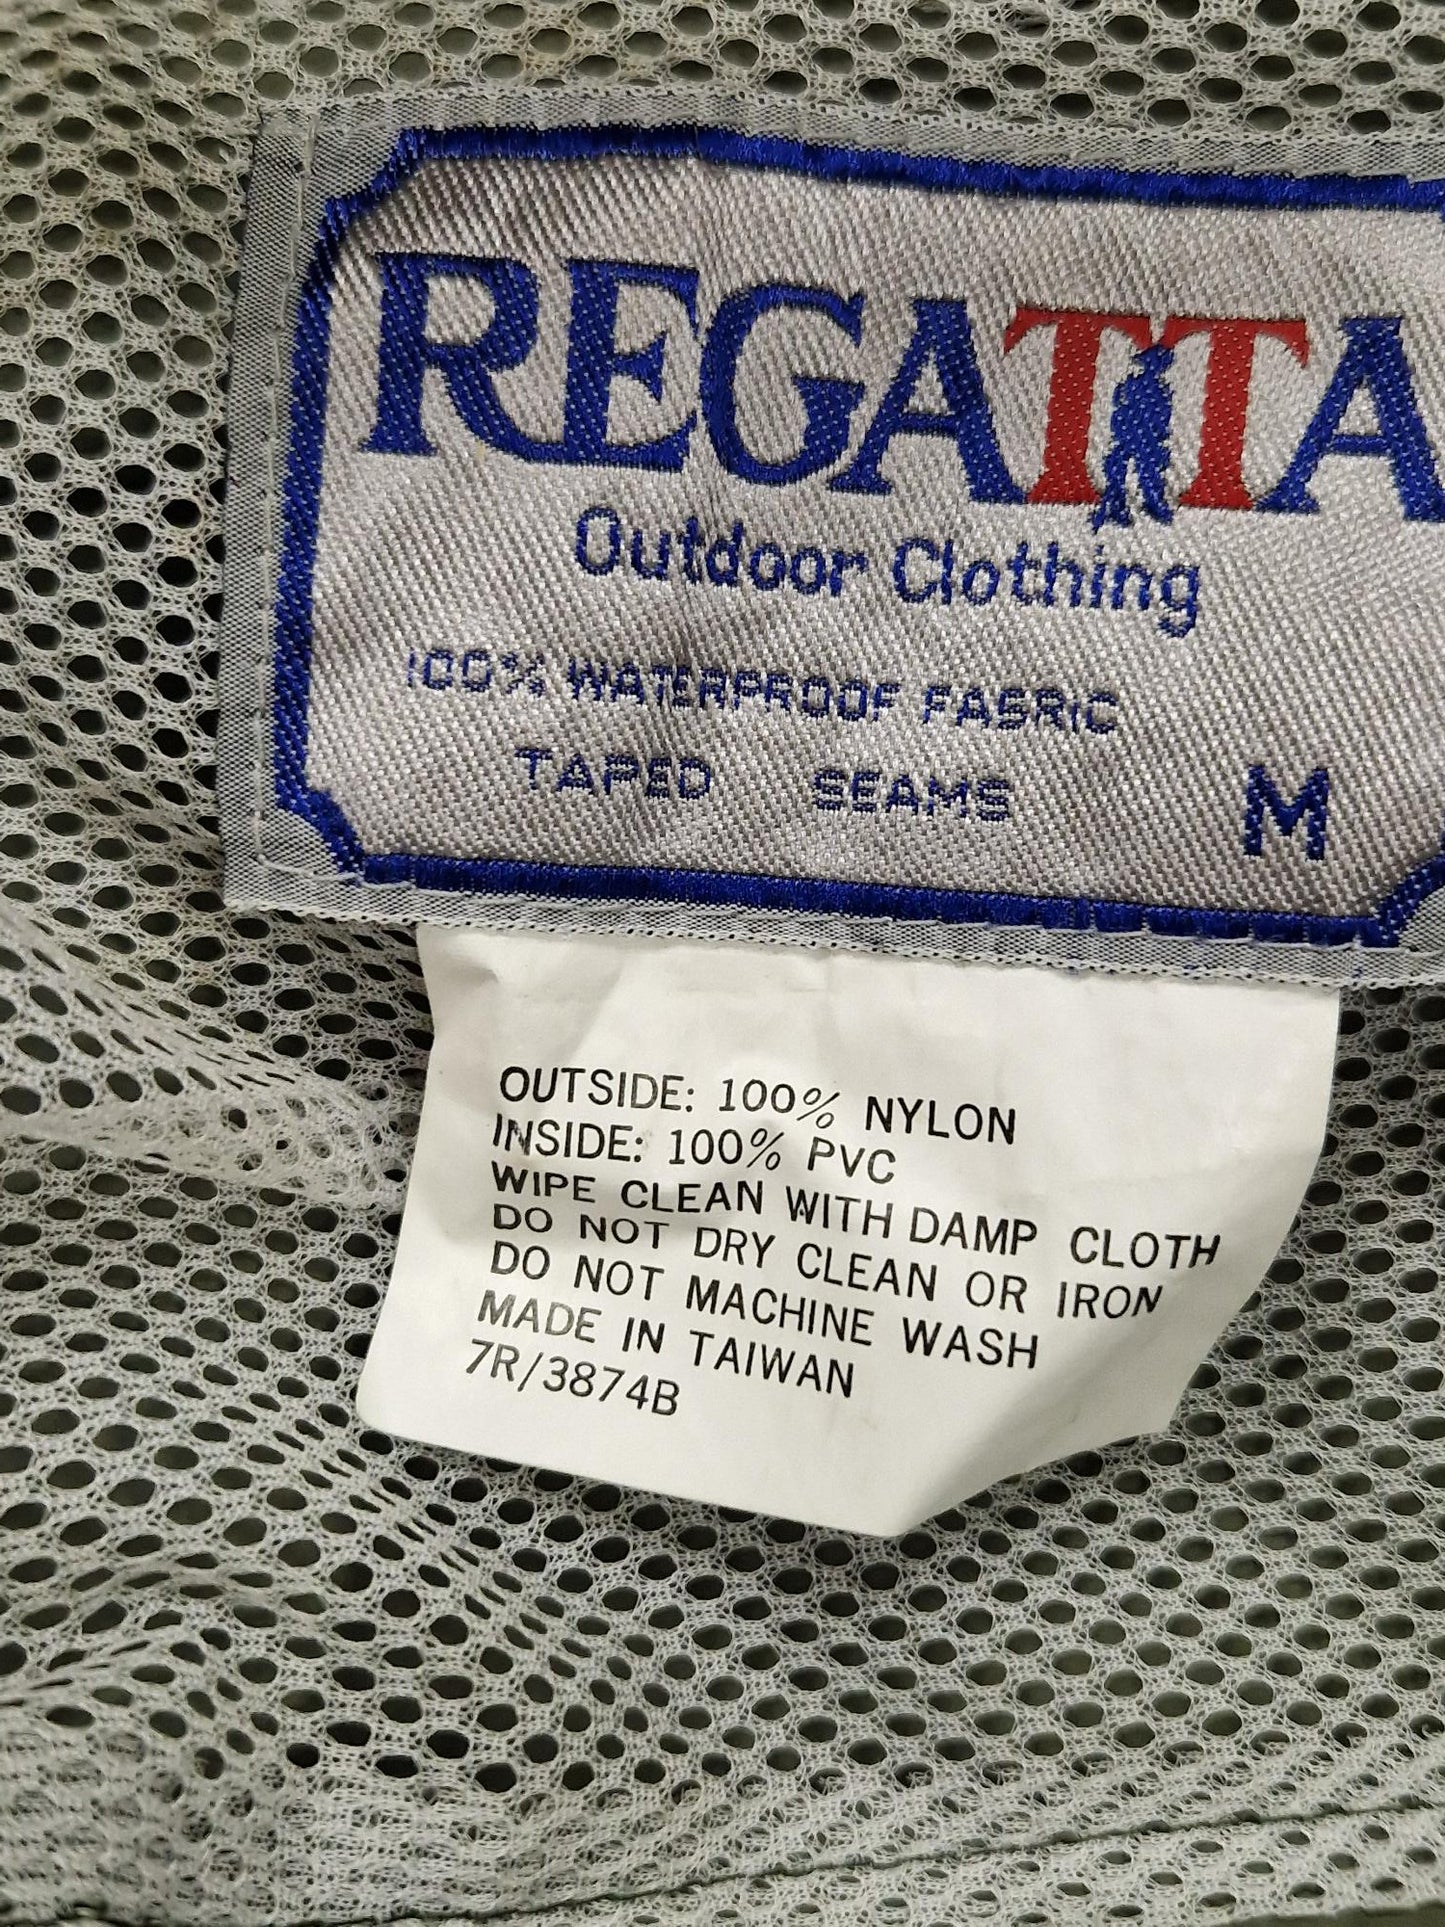 REGATTA
Outdoor Clothing
100% WATERPROOF FABRIC
TAPED SEAMS M
OUTSIDE: 100% NYLON
INSIDE: 100% PVC
WIPE CLEAN WITH DAMP CLOTH
DO NOT DRY CLEAN OR IRON
DO NOT MACHINE WASH
MADE IN TAIWAN
7R/3874B